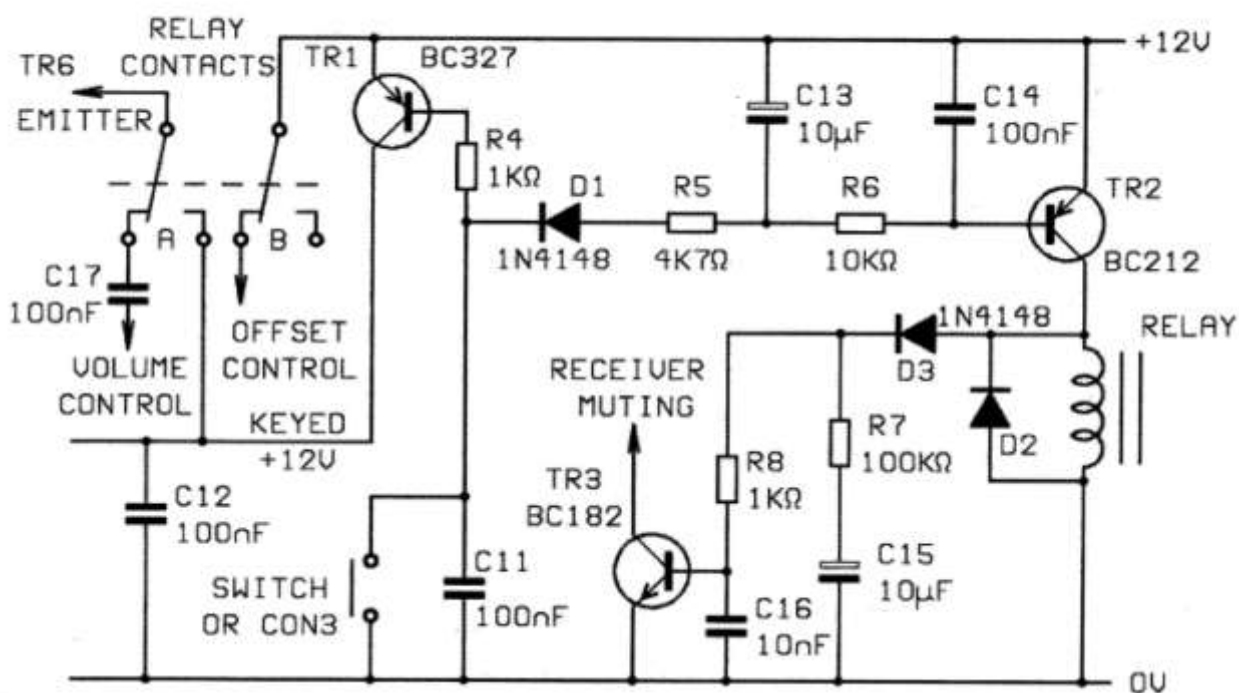 RELAY
CONTACTS
TR6
EMITTER
TR1
BC327
+12V
C13
10µF
C14
100nF
R4
1KΩ
D1
1N4148
R5
4K7Ω
R6
10KΩ
TR2
BC212
A
B
C17
100nF
VOLUME
CONTROL
OFFSET
CONTROL
KEYED
+12V
RECEIVER
MUTING
1N4148
D3
RELAY
D2
R7
100KΩ
R8
1KΩ
TR3
BC182
C12
100nF
SWITCH
OR CON3
C11
100nF
C15
10µF
C16
10nF
0V